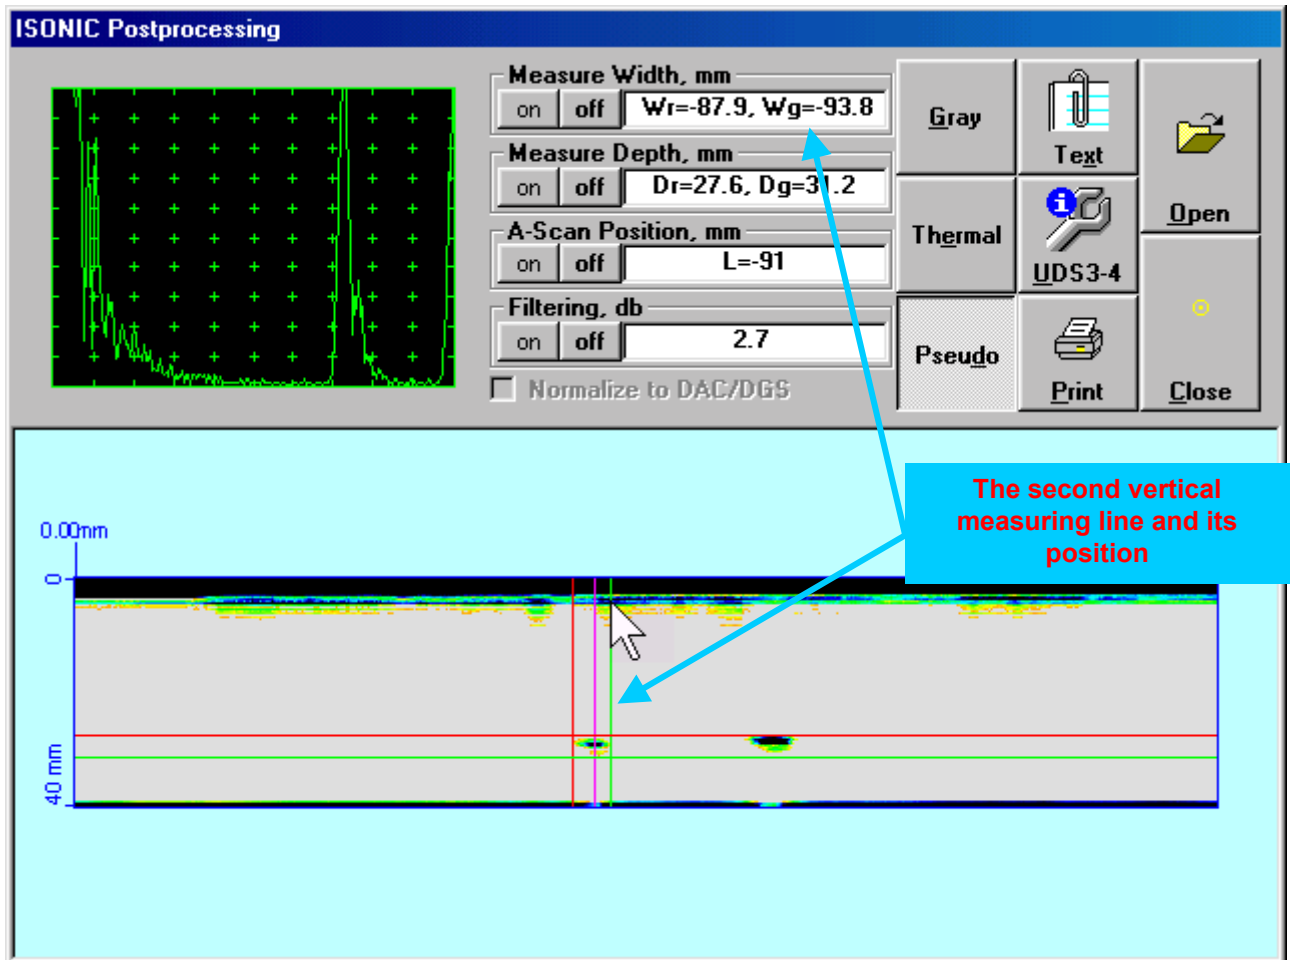 ISONIC Postprocessing
Measure Width, mm
on off Wr=-87.9, Wg=-93.8
Measure Depth, mm
on off Dr=27.6, Dg=31.2
A-Scan Position, mm
on off L=-91
Filtering, db
on off 2.7
Normalize to DAC/DGS
Gray
Thermal
Pseudo
Text
UDS3-4
Print
Open
Close
The second vertical
measuring line and its
position
0.00mm
0
40 mm